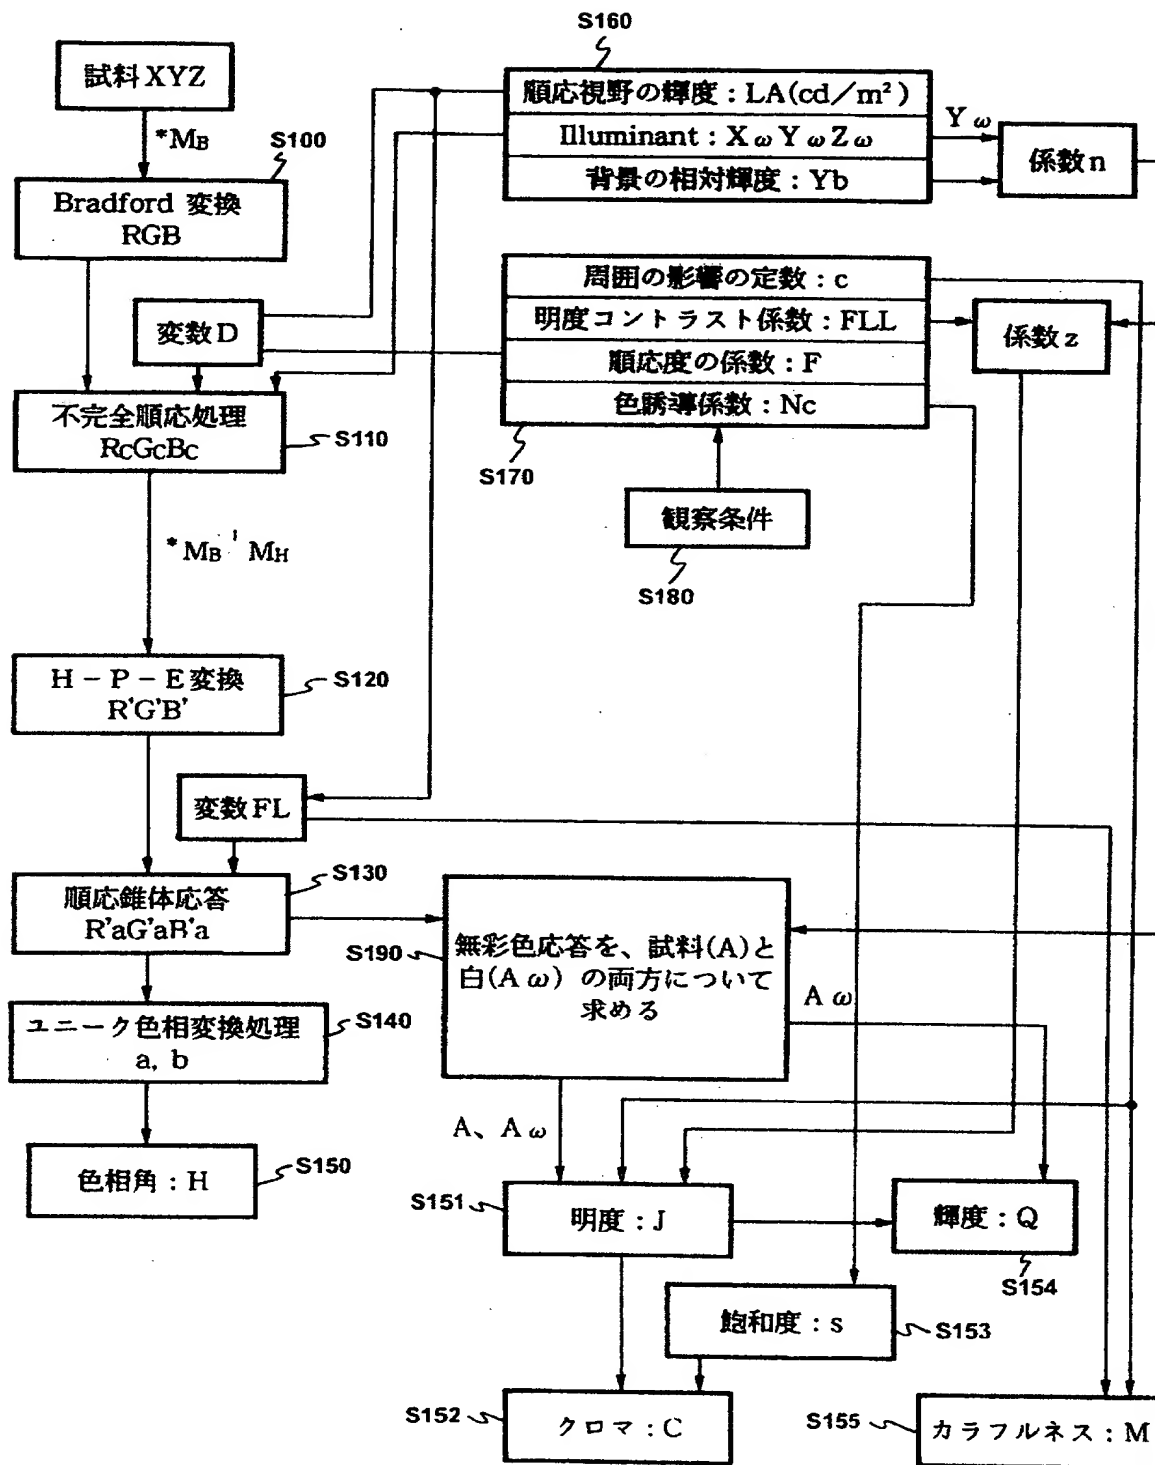 S160
試料XYZ
順応視野の輝度：LA(cd/m²)
*MB
S100
Illuminant：XωYωZω
Yω
係数n
背景の相対輝度：Yb
Bradford 変換
RGB
周囲の影響の定数：c
変数D
明度コントラスト係数：FLL
係数z
順応度の係数：F
不完全順応処理
RcGcBc
S110
色誘導係数：Nc
S170
観察条件
*MB ' MH
S180
H－P－E変換
R'G'B'
S120
変数FL
S130
順応錐体応答
R'aG'aB'a
S190
無彩色応答を、試料(A)と
白(Aω) の両方について
求める
Aω
ユニーク色相変換処理
a, b
S140
A、Aω
色相角：H
S150
S151
明度：J
輝度：Q
S154
飽和度：s
S153
S152
クロマ：C
S155
カラフルネス：M